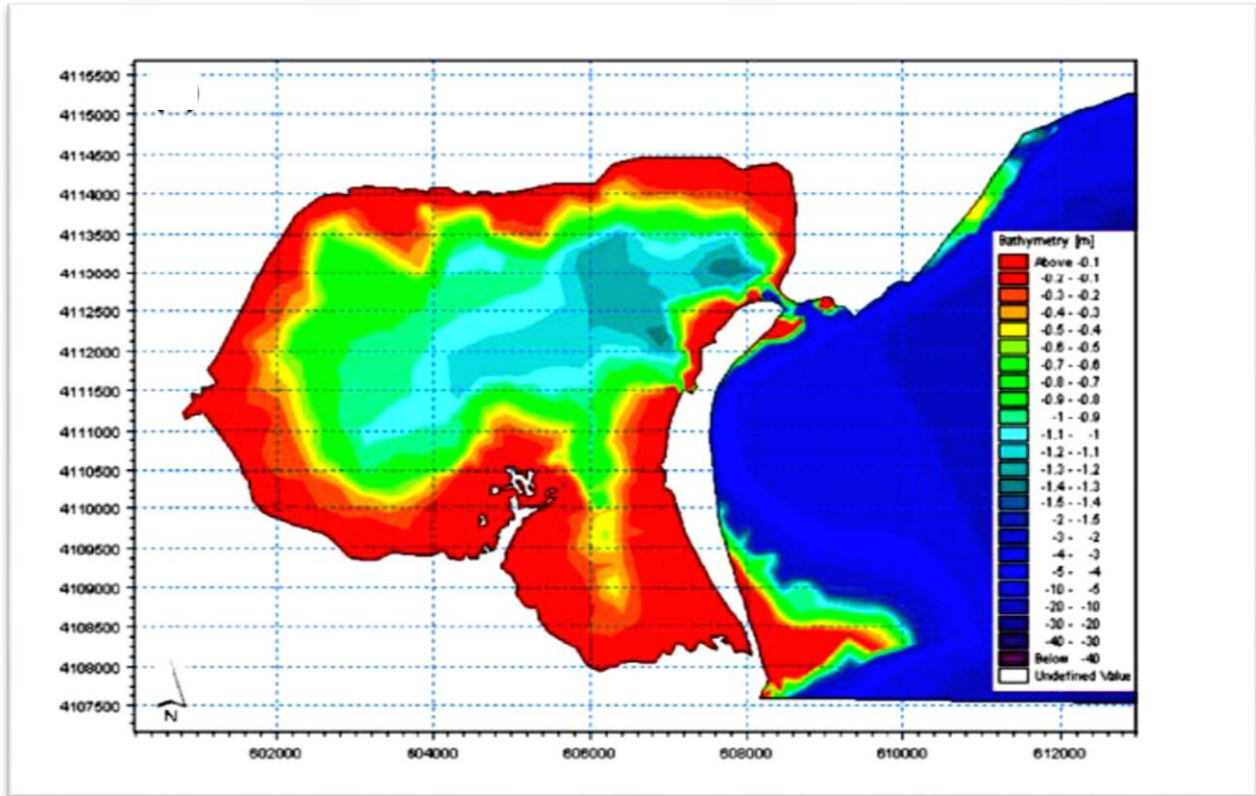 4115500
4115000
4114500
4114000
4113500
4113000
4112500
4112000
4111500
4111000
4110500
4110000
4109500
4109000
4108500
4108000
4107500
602000 604000 606000 608000 610000 612000
N
Bathymetry [m]
Above -0.1
-0.2 - -0.1
-0.3 - -0.2
-0.4 - -0.3
-0.5 - -0.4
-0.6 - -0.5
-0.7 - -0.6
-0.8 - -0.7
-0.9 - -0.8
-1 - -0.9
-1.1 - -1
-1.2 - -1.1
-1.3 - -1.2
-1.4 - -1.3
-1.5 - -1.4
-2 - -1.5
-3 - -2
-4 - -3
-5 - -4
-10 - -5
-20 - -10
-30 - -20
-40 - -30
Below -40
Undefined Value